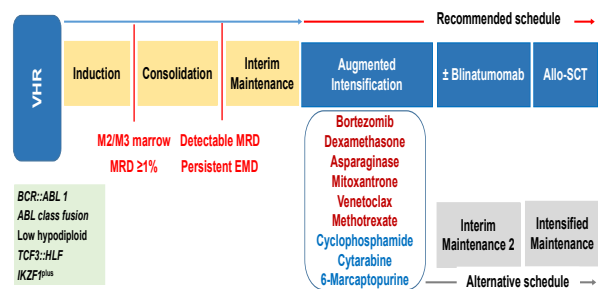 Recommended schedule
VHR
Induction
Consolidation
Interim
Maintenance
Augmented
Intensification
± Blinatumomab
Allo-SCT
M2/M3 marrow
MRD ≥1%
Detectable MRD
Persistent EMD
Bortezomib
Dexamethasone
Asparaginase
Mitoxantrone
Venetoclax
Methotrexate
Cyclophosphamide
Cytarabine
6-Marcaptopurine
BCR::ABL 1
ABL class fusion
Low hypodiploid
TCF3::HLF
IKZF1plus
Interim
Maintenance 2
Intensified
Maintenance
Alternative schedule